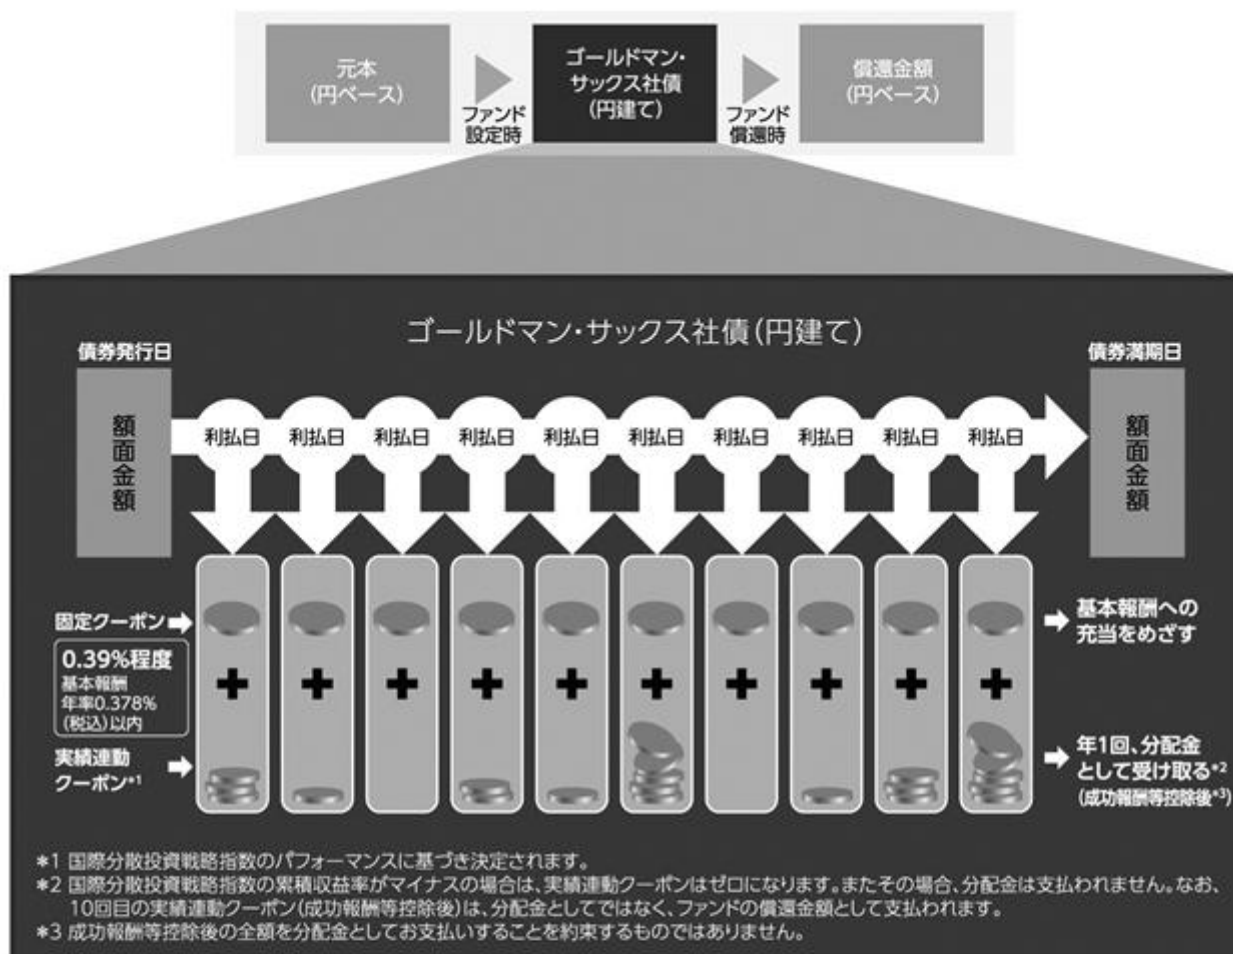 元本
(円ベース)
ファンド
設定時
ゴールドマン・
サックス社債
(円建て)
ファンド
償還時
償還金額
(円ベース)
ゴールドマン・サックス社債(円建て)
債券発行日
額面金額
債券満期日
額面金額
利払日 利払日 利払日 利払日 利払日 利払日 利払日 利払日 利払日 利払日
固定クーポン
0.39%程度
基本報酬
年率0.378%
(税込)以内
実績連動
クーポン*1
基本報酬への
充当をめざす
年1回、分配金
として受け取る*2
(成功報酬等控除後*3)
*1 国際分散投資戦略指数のパフォーマンスに基づき決定されます。
*2 国際分散投資戦略指数の累積収益率がマイナスの場合は、実績連動クーポンはゼロになります。またその場合、分配金は支払われません。なお、
10回目の実績連動クーポン(成功報酬等控除後)は、分配金としてではなく、ファンドの償還金額として支払われます。
*3 成功報酬等控除後の全額を分配金としてお支払いすることを約束するものではありません。